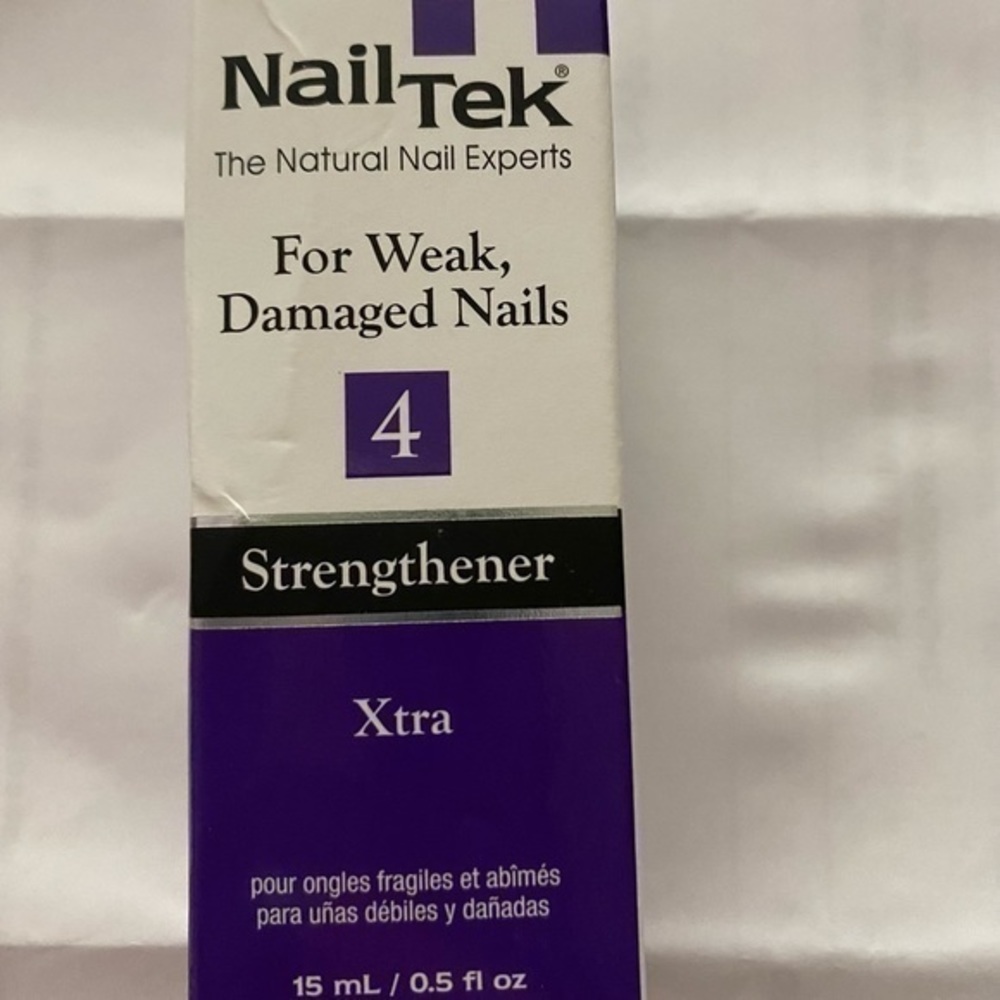 NailTek®
The Natural Nail Experts
For Weak,
Damaged Nails
4
Strengthener
Xtra
pour ongles fragiles et abîmés
para uñas débiles y dañadas
15 mL / 0.5 fl oz